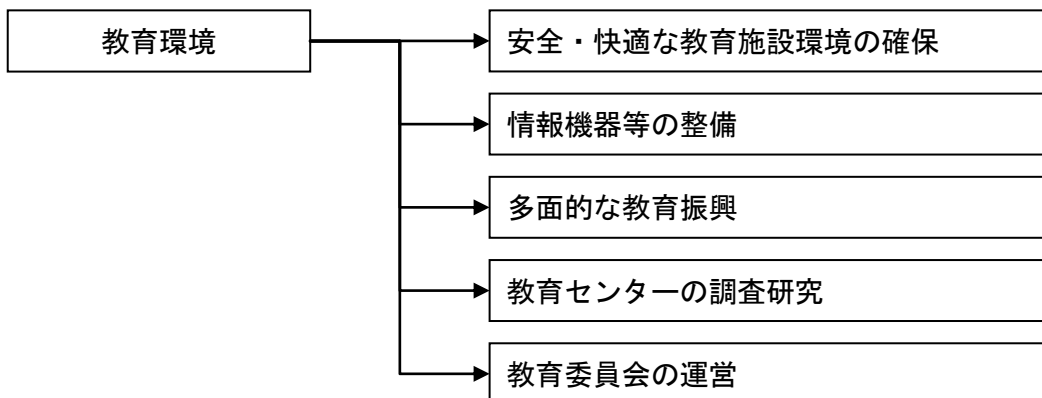 教育環境
安全・快適な教育施設環境の確保
情報機器等の整備
多面的な教育振興
教育センターの調査研究
教育委員会の運営